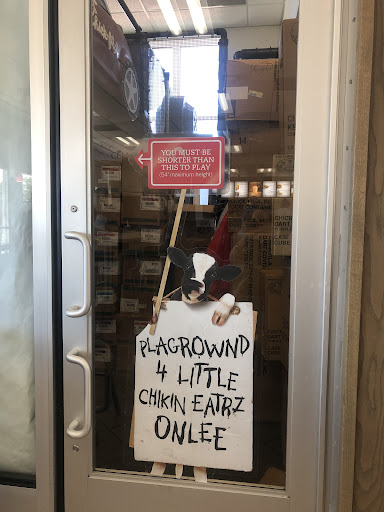 YOU MUST BE
SHORTER THAN
THIS TO PLAY
(54" maximum height)
PLAGROWND
4 LITTLE
CHIKIN EATRZ
ONLEE